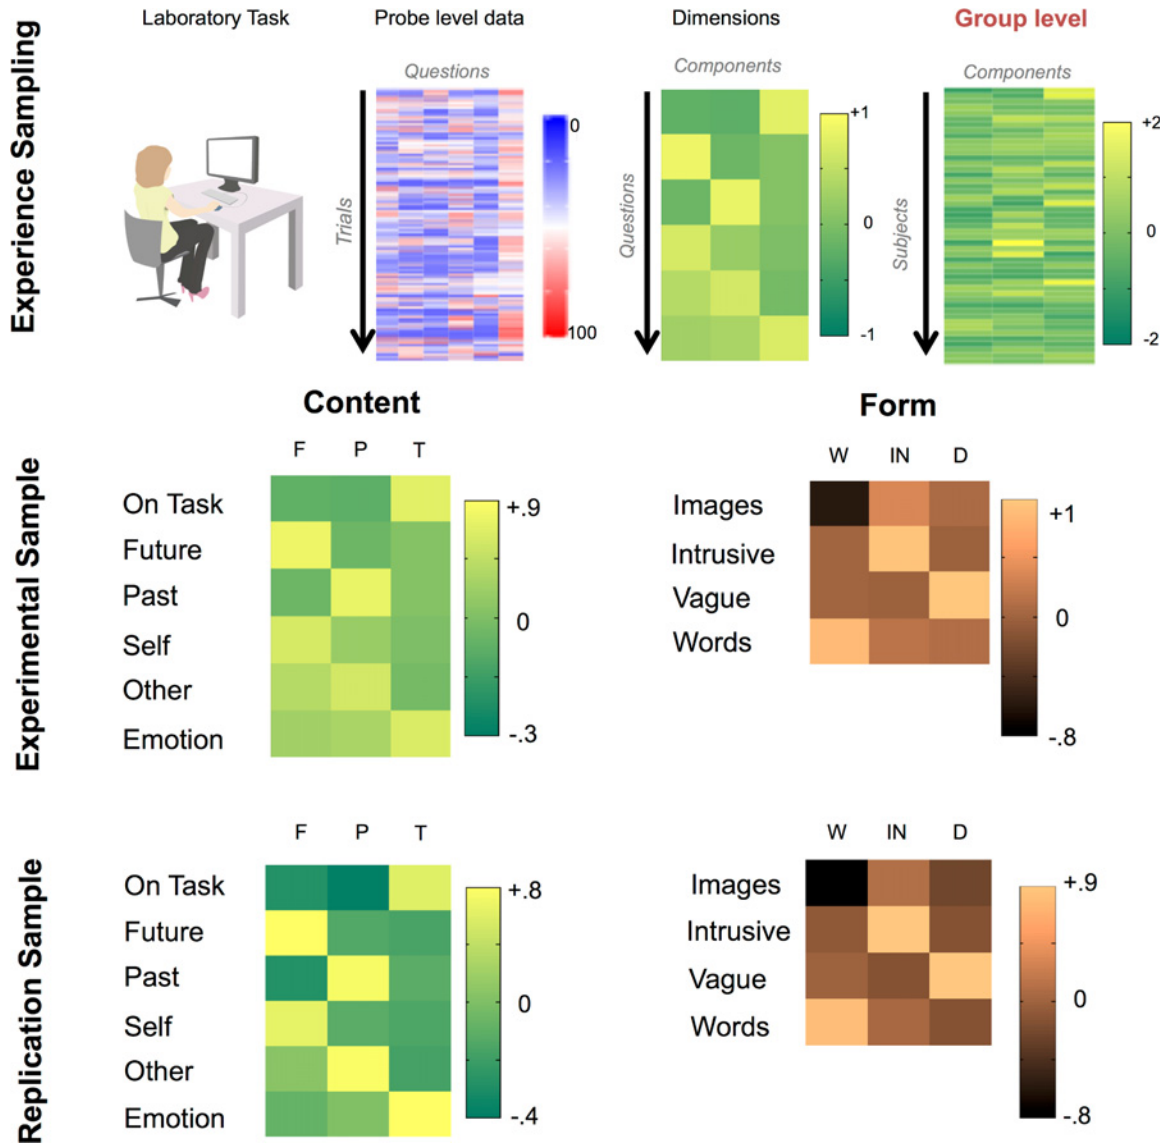 Experience Sampling
Laboratory Task
Probe level data
Dimensions
Group level
Questions
Components
Components
Trials
0
100
Questions
+1
0
-1
Subjects
+2
0
-2
Content
Form
Experimental Sample
F P T
On Task
Future
Past
Self
Other
Emotion
+.9
0
-.3
W IN D
Images
Intrusive
Vague
Words
+1
0
-.8
Replication Sample
F P T
On Task
Future
Past
Self
Other
Emotion
+.8
0
-.4
W IN D
Images
Intrusive
Vague
Words
+.9
0
-.8